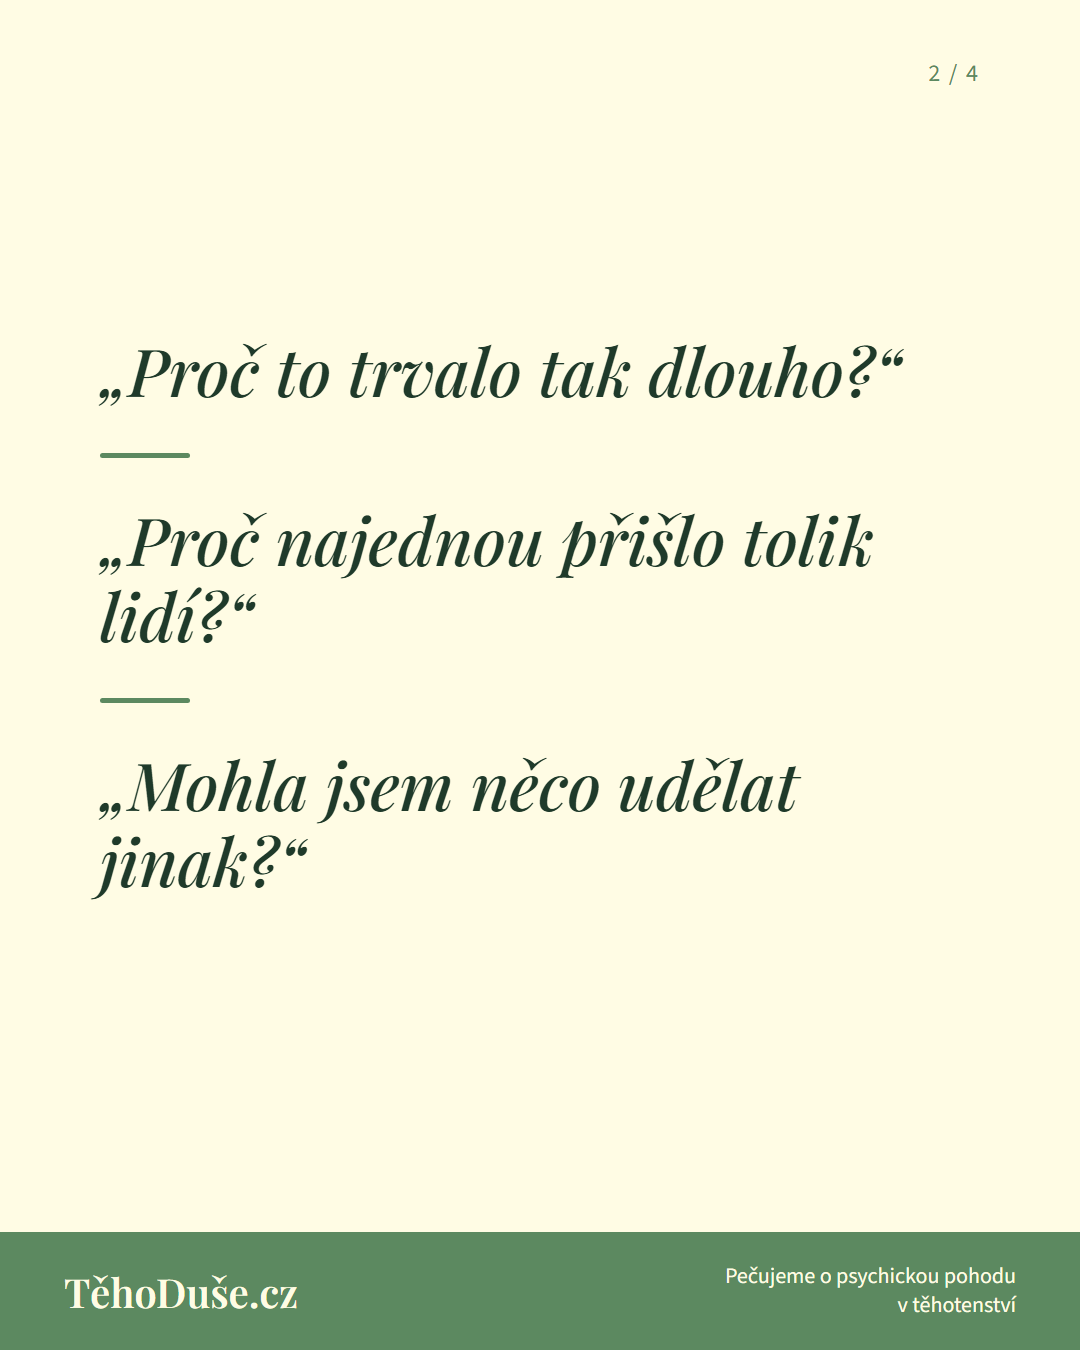 2 / 4
„Proč to trvalo tak dlouho?“
„Proč najednou přišlo tolik
lidí?“
„Mohla jsem něco udělat
jinak?“
TěhoDuše.cz
Pečujeme o psychickou pohodu
v těhotenství